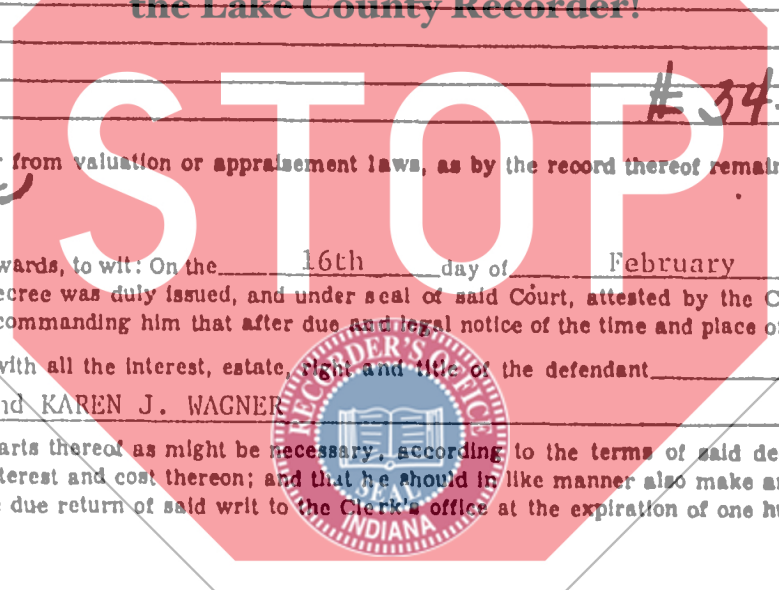 the Lake County Recorder!
STOP
# 34
from valuation or appraisement laws, as by the record thereof remain
wards, to wit: On the 16th day of February
ecree was duly issued, and under seal of said Court, attested by the C
commanding him that after due and legal notice of the time and place o
with all the interest, estate, right and title of the defendant
nd KAREN J. WAGNER
arts thereof as might be necessary, according to the terms of said de
terest and cost thereon; and that he should in like manner also make an
due return of said writ to the Clerk's office at the expiration of one hu
RECORDER'S OFFICE
SEAL
INDIANA